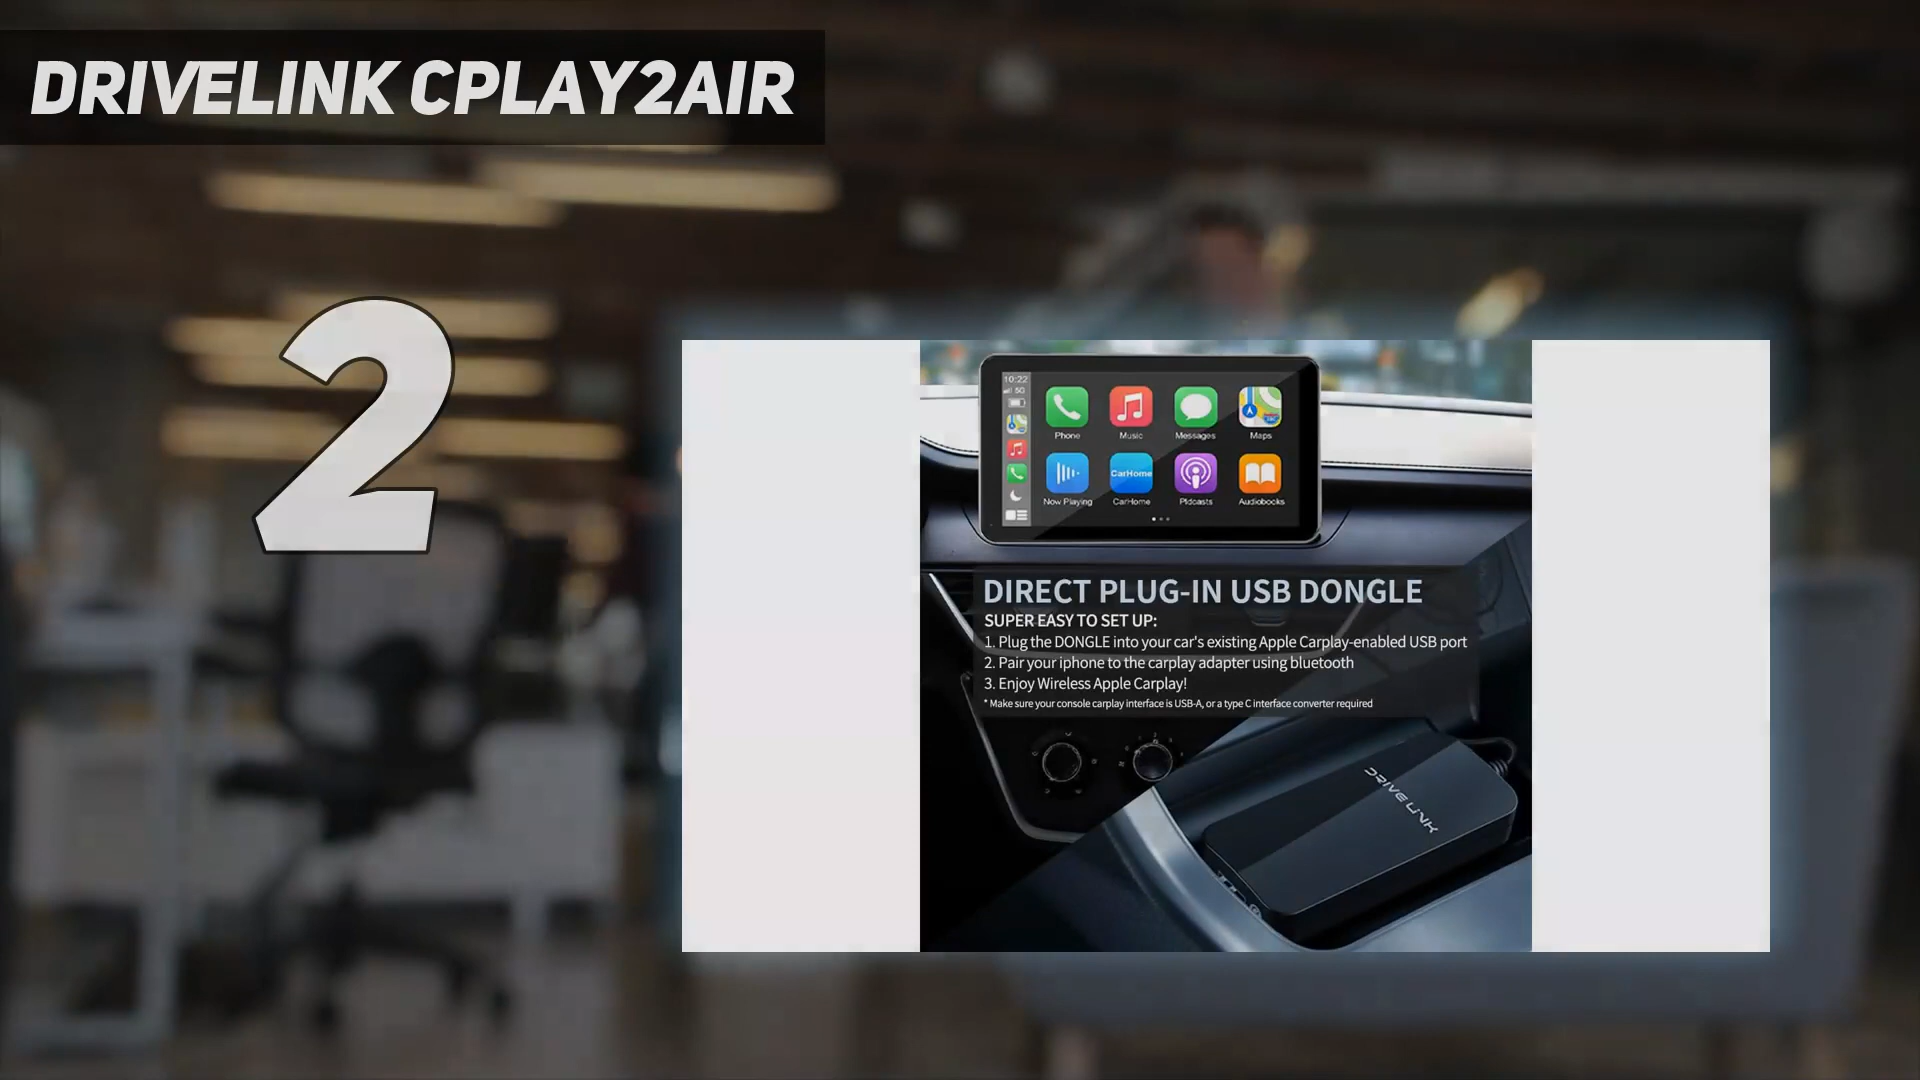 DRIVELINK CPLAY2AIR
2
10:22
5G
Phone
Music
Messages
Maps
CarHome
Now Playing
CarHome
Pldcasts
Audiobooks
DIRECT PLUG-IN USB DONGLE
SUPER EASY TO SET UP:
1. Plug the DONGLE into your car's existing Apple Carplay-enabled USB port
2. Pair your iphone to the carplay adapter using bluetooth
3. Enjoy Wireless Apple Carplay!
* Make sure your console carplay interface is USB-A, or a type C interface converter required
DRIVE LINK